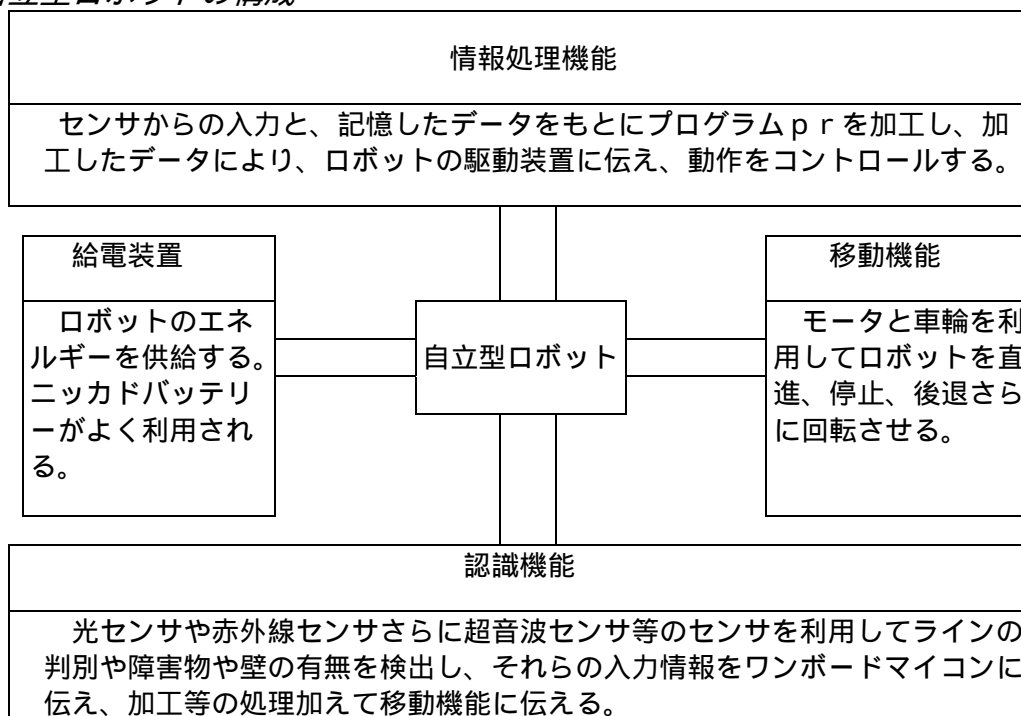 自立型ロボットの構成
情報処理機能
センサからの入力と、記憶したデータをもとにプログラムｐｒを加工し、加
工したデータにより、ロボットの駆動装置に伝え、動作をコントロールする。
給電装置
ロボットのエネ
ルギーを供給する。
ニッカドバッテリ
ーがよく利用され
る。
自立型ロボット
移動機能
モータと車輪を利
用してロボットを直
進、停止、後退さら
に回転させる。
認識機能
光センサや赤外線センサさらに超音波センサ等のセンサを利用してラインの
判別や障害物や壁の有無を検出し、それらの入力情報をワンボードマイコンに
伝え、加工等の処理加えて移動機能に伝える。